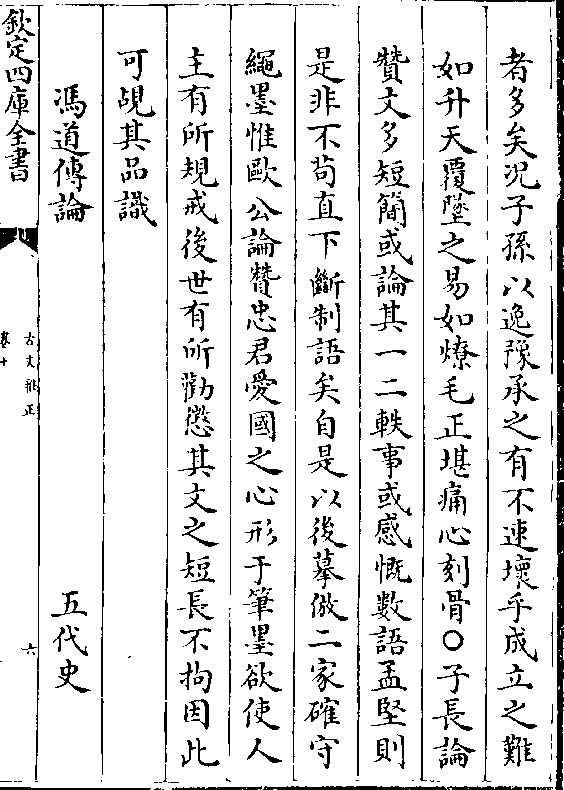 者多矣况子孫以逸豫承之有不速壞乎成立之難
如升天覆墜之易如燎毛正堪痛心刻骨○子長論
贊文多短簡或論其一二軼事或感慨數語孟堅則
是非不茍直下斷制語矣自是以後摹倣二家確守
繩墨惟歐公論贊忠君愛國之心形于筆墨欲使人
主有所規戒後世有所勸懲其文之短長不拘因此
可覘其品識
馮道傳論　五代史
欽定四庫全書
古文雅正
卷十
六